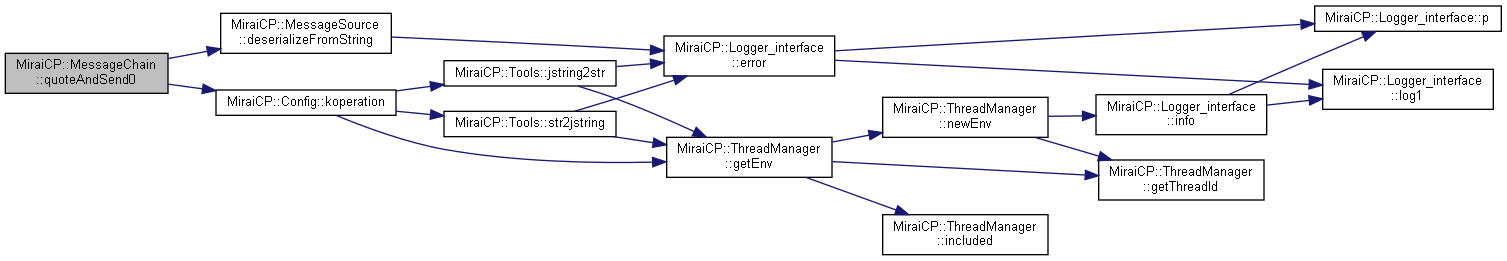 MiraiCP::MessageChain
::quoteAndSend0
MiraiCP::MessageSource
::deserializeFromString
MiraiCP::Config::koperation
MiraiCP::Tools::jstring2str
MiraiCP::Tools::str2jstring
MiraiCP::Logger_interface
::error
MiraiCP::ThreadManager
::getEnv
MiraiCP::ThreadManager
::newEnv
MiraiCP::ThreadManager
::included
MiraiCP::Logger_interface
::info
MiraiCP::ThreadManager
::getThreadId
MiraiCP::Logger_interface::p
MiraiCP::Logger_interface
::log1